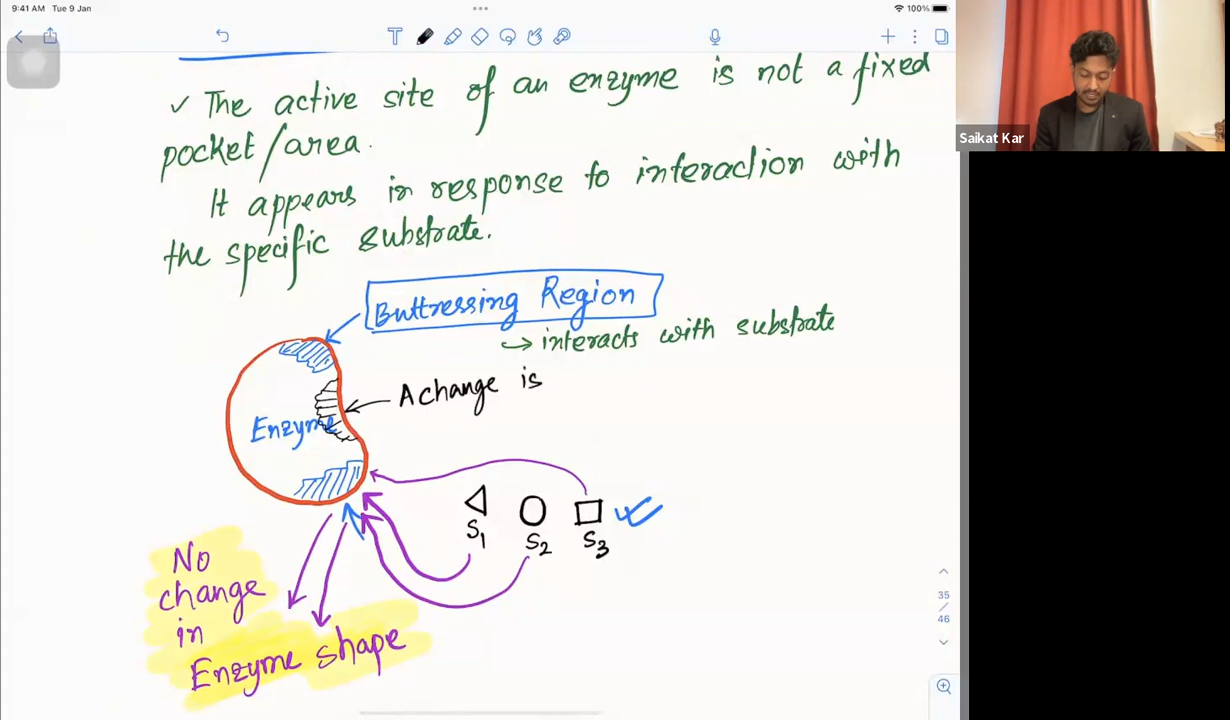 9:41 AM Tue 9 Jan
100%
T
✓ The active site of an enzyme is not a fixed
pocket/area.
It appears in response to interaction with
the specific substrate.
Buttressing Region
↳ interacts with substrate
A change is
Enzyme
S1 S2 S3
No
change
in
Enzyme shape
35
/
46
Saikat Kar